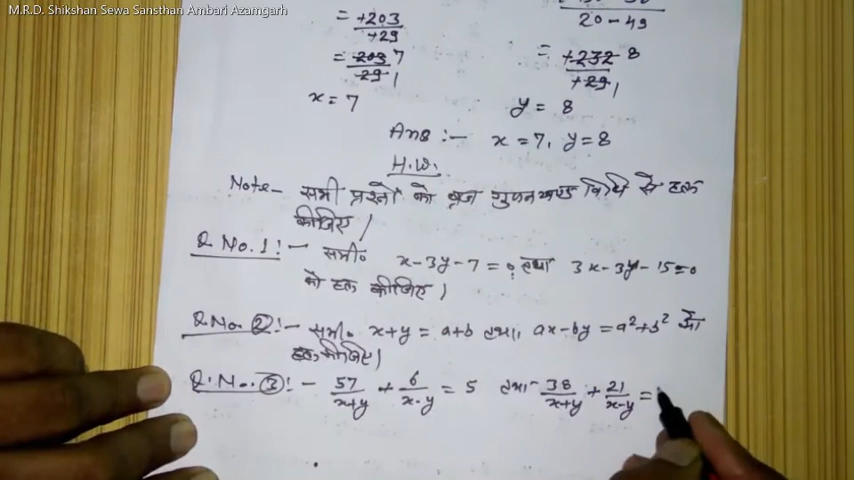 M.R.D. Shikshan Sewa Sansthan Ambari Azamgarh
= +203/+29
20-49
= 203/29 7/1
= +232/+29 8/1
x = 7
y = 8
Ans :- x = 7, y = 8
H.W.
Note- सभी प्रश्नों को वज्र गुणनखण्ड विधि से हल
कीजिए।
Q No. 1:- समी० x-3y-7=0 तथा 3x-3y-15=0
को हल कीजिए।
Q No. 2:- समी० x+y = a+b तथा ax-by = a²+b² को
हल कीजिए।
Q. No. 3:- 57/x+y + 6/x-y = 5 तथा 38/x+y + 21/x-y =